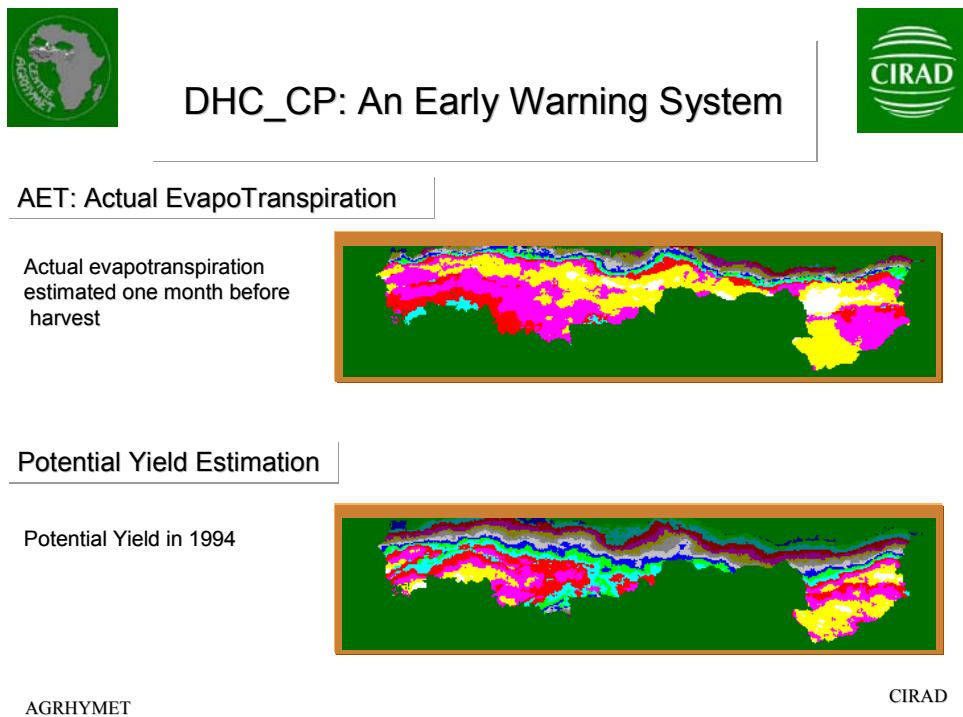 CENTRE
AGRHYMET
CIRAD
DHC_CP: An Early Warning System
AET: Actual EvapoTranspiration
Actual evapotranspiration
estimated one month before
harvest
Potential Yield Estimation
Potential Yield in 1994
AGRHYMET
CIRAD